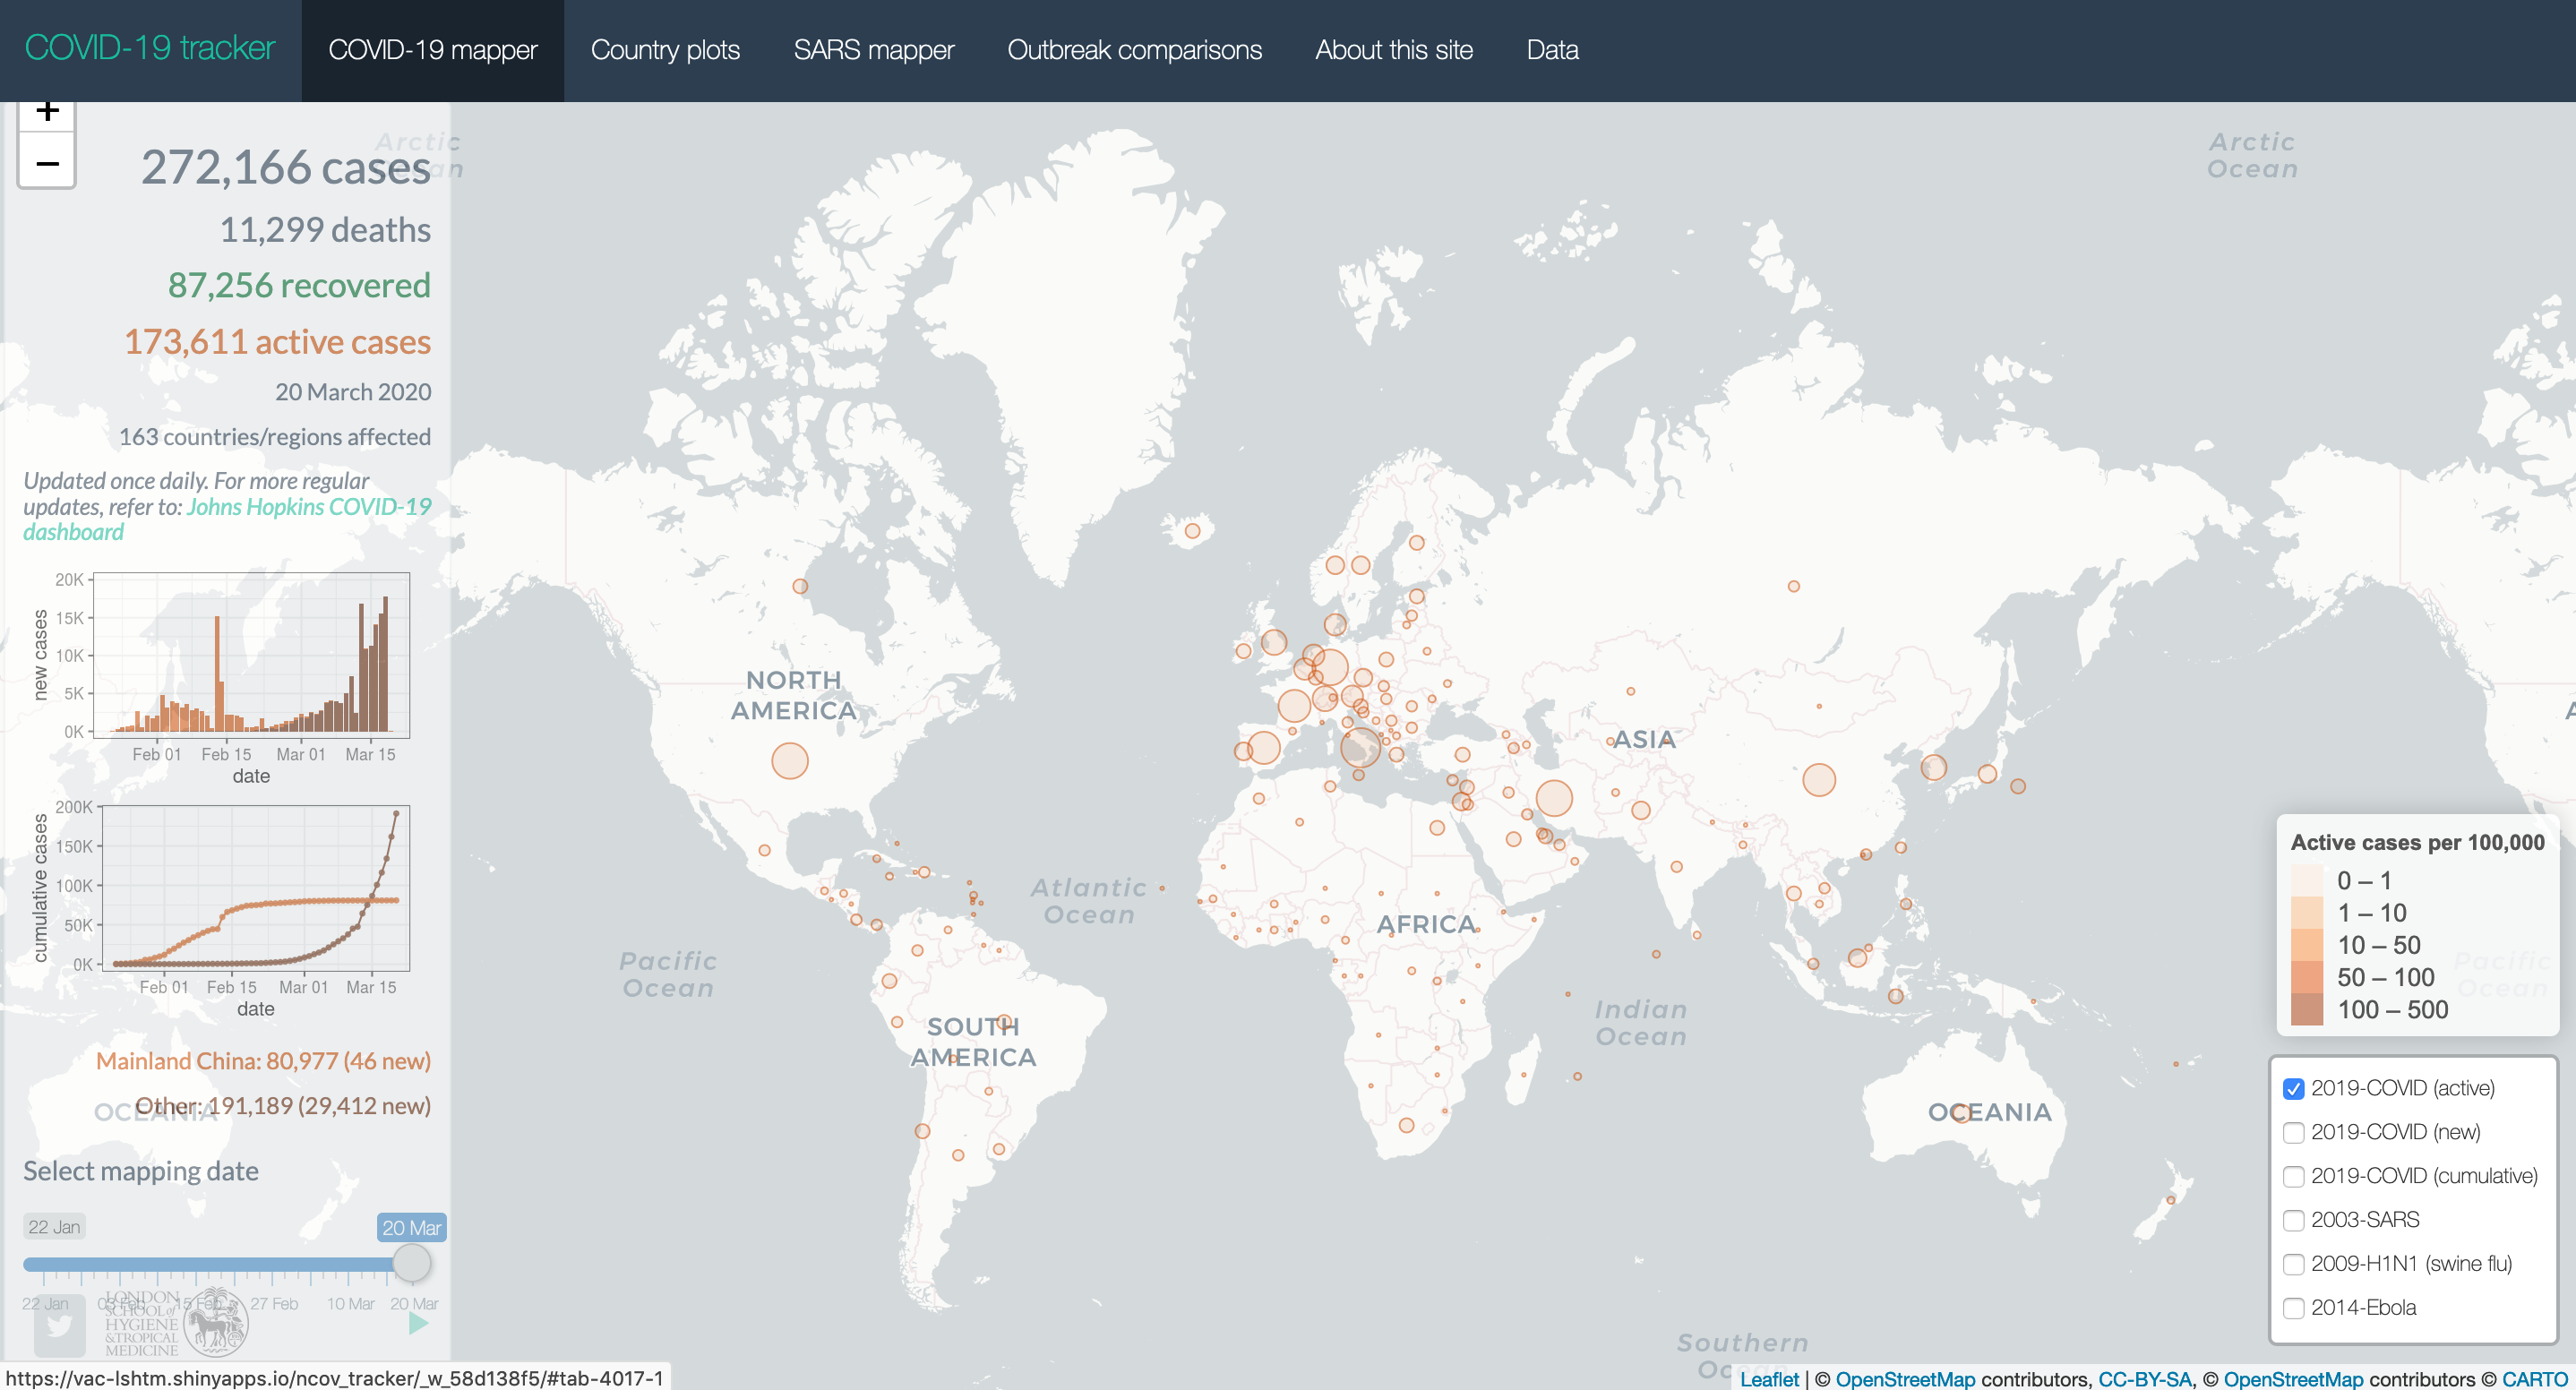 COVID-19 tracker
COVID-19 mapper
Country plots
SARS mapper
Outbreak comparisons
About this site
Data
+
−
272,166 cases
11,299 deaths
87,256 recovered
173,611 active cases
20 March 2020
163 countries/regions affected
Updated once daily. For more regular
updates, refer to: Johns Hopkins COVID-19
dashboard
20K
15K
10K
5K
0K
new cases
Feb 01 Feb 15 Mar 01 Mar 15
date
200K
150K
100K
50K
0K
cumulative cases
Feb 01 Feb 15 Mar 01 Mar 15
date
Mainland China: 80,977 (46 new)
Other: 191,189 (29,412 new)
OCEANIA
Select mapping date
22 Jan
20 Mar
22 Jan 03 Feb 15 Feb 27 Feb 10 Mar 20 Mar
LONDON
SCHOOL of
HYGIENE
&TROPICAL
MEDICINE
https://vac-lshtm.shinyapps.io/ncov_tracker/_w_58d138f5/#tab-4017-1
Arctic
Ocean
Arctic
Ocean
NORTH
AMERICA
ASIA
Atlantic
Ocean
AFRICA
Pacific
Ocean
SOUTH
AMERICA
Indian
Ocean
OCEANIA
Southern
Ocean
Pacific
Ocean
Active cases per 100,000
0 – 1
1 – 10
10 – 50
50 – 100
100 – 500
2019-COVID (active)
2019-COVID (new)
2019-COVID (cumulative)
2003-SARS
2009-H1N1 (swine flu)
2014-Ebola
Leaflet | © OpenStreetMap contributors, CC-BY-SA, © OpenStreetMap contributors © CARTO